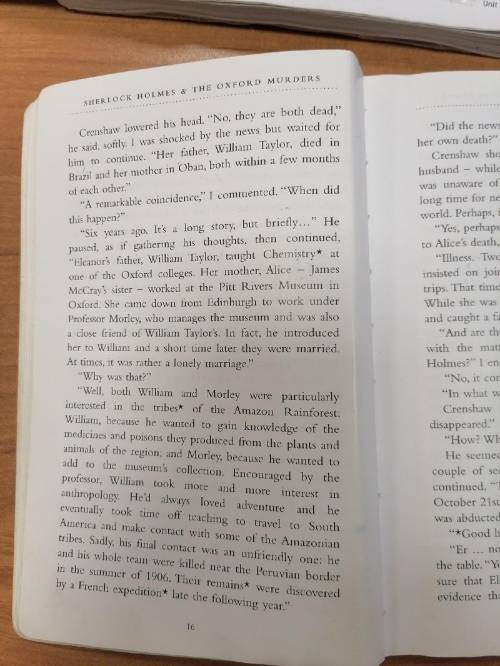 Unit
SHERLOCK HOLMES & THE OXFORD MURDERS
Crenshaw lowered his head. “No, they are both dead,”
he said, softly. I was shocked by the news but waited for
him to continue. “Her father, William Taylor, died in
Brazil and her mother in Oban, both within a few months
of each other.”
“A remarkable coincidence,” I commented. “When did
this happen?”
“Six years ago. It’s a long story, but briefly…” He
paused, as if gathering his thoughts, then continued,
“Eleanor’s father, William Taylor, taught Chemistry* at
one of the Oxford colleges. Her mother, Alice – James
McCray’s sister – worked at the Pitt Rivers Museum in
Oxford. She came down from Edinburgh to work under
Professor Morley, who manages the museum and was also
a close friend of William Taylor’s. In fact, he introduced
her to William and a short time later they were married.
At times, it was rather a lonely marriage.”
“Why was that?”
“Well, both William and Morley were particularly
interested in the tribes* of the Amazon Rainforest:
William, because he wanted to gain knowledge of the
medicines and poisons they produced from the plants and
animals of the region; and Morley, because he wanted to
add to the museum’s collection. Encouraged by the
professor, William took more and more interest in
anthropology. He’d always loved adventure and he
eventually took time off teaching to travel to South
America and make contact with some of the Amazonian
tribes. Sadly, his final contact was an unfriendly one: he
and his whole team were killed near the Peruvian border
in the summer of 1906. Their remains* were discovered
by a French expedition* late the following year.”
16
“Did the news
her own death?”
Crenshaw sho
husband – while
was unaware o
long time for ne
world. Perhaps,
“Yes, perhaps
to Alice’s death,
“Illness. Two
insisted on join
trips. That time
While she was
and caught a fa
“And are the
with the matt
Holmes?” I en
“No, it con
“In what w
Crenshaw
disappeared.”
“How? Wh
He seemed
couple of sec
continued. “T
October 21st
was abducted
“*Good h
“Er … no
the table. “Yo
sure that El
evidence tha